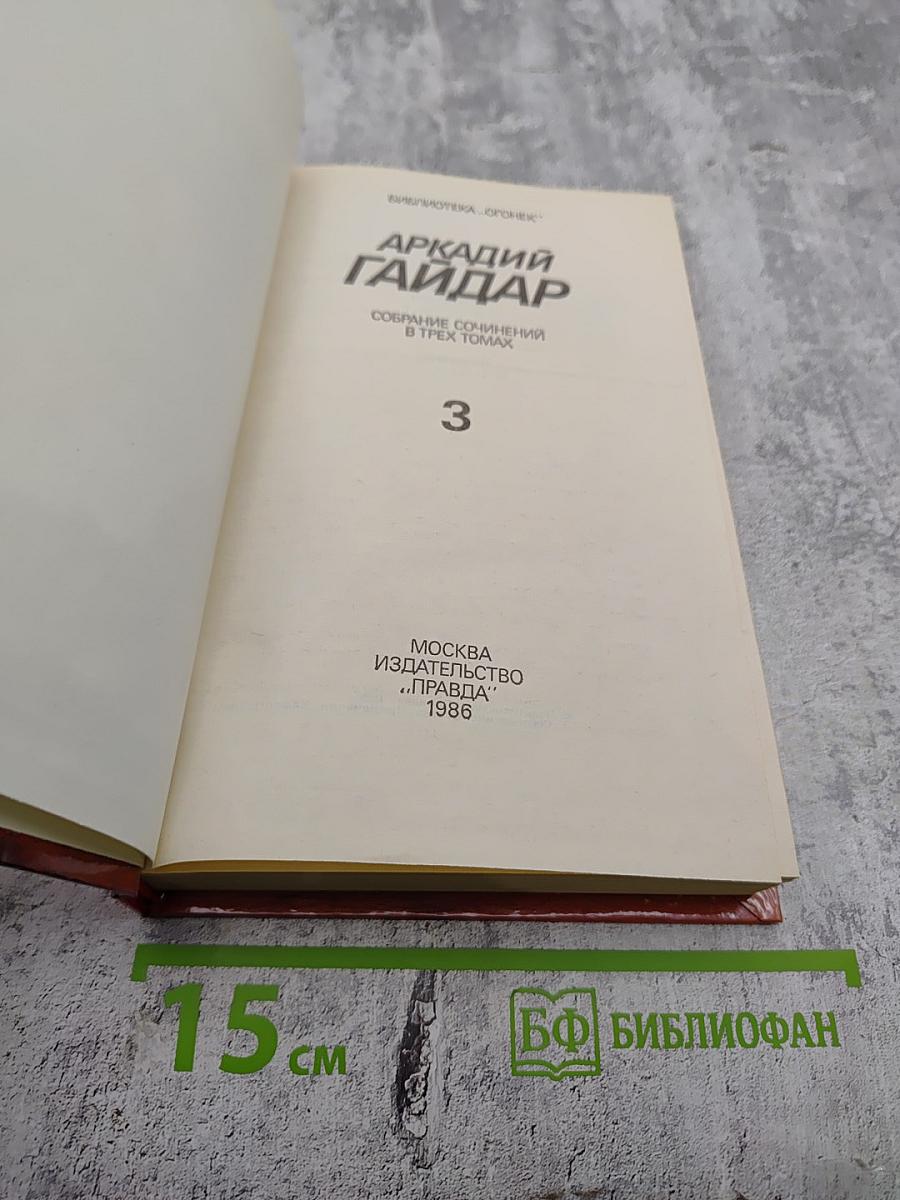 БИБЛИОТЕКА „ОГОНЕК“
АРКАДИЙ
ГАЙДАР
СОБРАНИЕ СОЧИНЕНИЙ
В ТРЕХ ТОМАХ
3
МОСКВА
ИЗДАТЕЛЬСТВО
„ПРАВДА“
1986
15 см
БФ БИБЛИОФАН